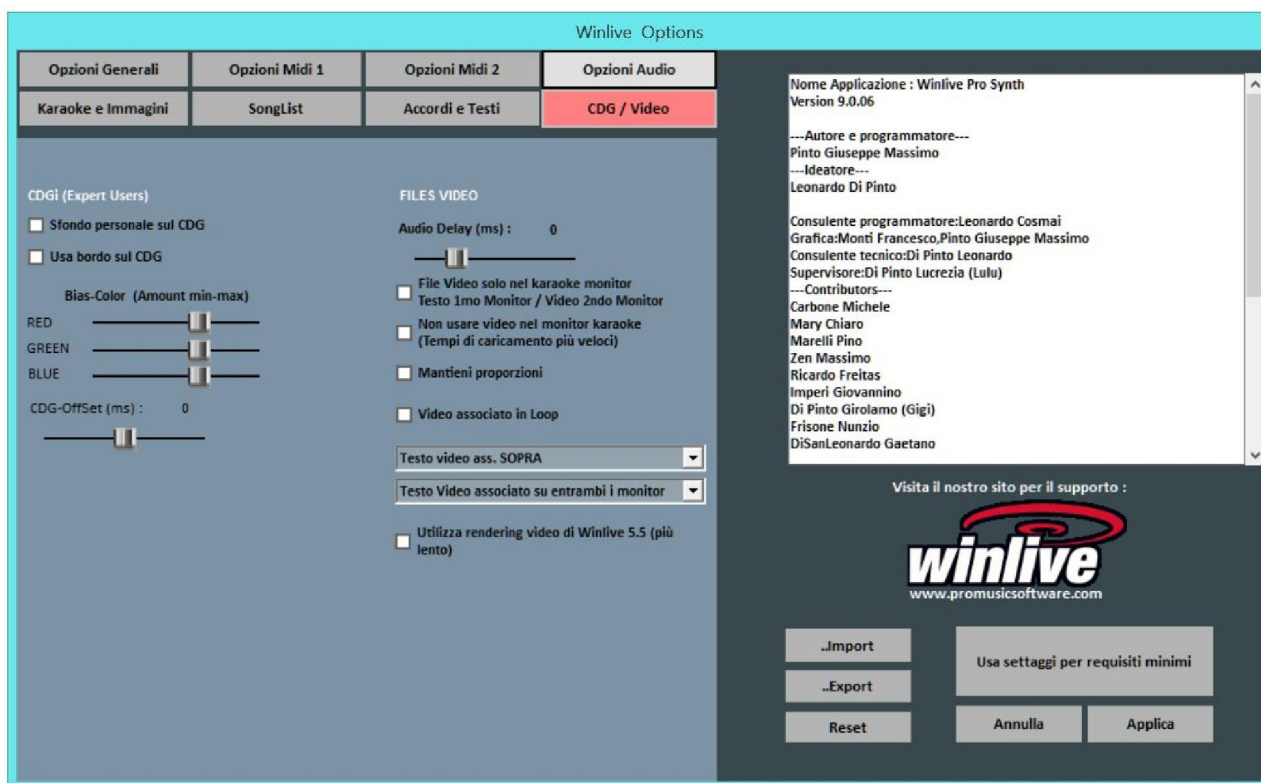 Winlive Options
Opzioni Generali
Opzioni Midi 1
Opzioni Midi 2
Opzioni Audio
Karaoke e Immagini
SongList
Accordi e Testi
CDG / Video
CDGi (Expert Users)
Sfondo personale sul CDG
Usa bordo sul CDG
Bias-Color (Amount min-max)
RED
GREEN
BLUE
CDG-OffSet (ms) : 0
FILES VIDEO
Audio Delay (ms) : 0
File Video solo nel karaoke monitor
Testo 1mo Monitor / Video 2ndo Monitor
Non usare video nel monitor karaoke
(Tempi di caricamento più veloci)
Mantieni proporzioni
Video associato in Loop
Testo video ass. SOPRA
Testo Video associato su entrambi i monitor
Utilizza rendering video di Winlive 5.5 (più
lento)
Nome Applicazione : Winlive Pro Synth
Version 9.0.06
---Autore e programmatore---
Pinto Giuseppe Massimo
---Ideatore---
Leonardo Di Pinto
Consulente programmatore:Leonardo Cosmai
Grafica:Monti Francesco,Pinto Giuseppe Massimo
Consulente tecnico:Di Pinto Leonardo
Supervisore:Di Pinto Lucrezia (Lulu)
---Contributors---
Carbone Michele
Mary Chiaro
Marelli Pino
Zen Massimo
Ricardo Freitas
Imperi Giovannino
Di Pinto Girolamo (Gigi)
Frisone Nunzio
DiSanLeonardo Gaetano
Visita il nostro sito per il supporto :
winlive
www.promusicsoftware.com
..Import
..Export
Reset
Usa settaggi per requisiti minimi
Annulla
Applica